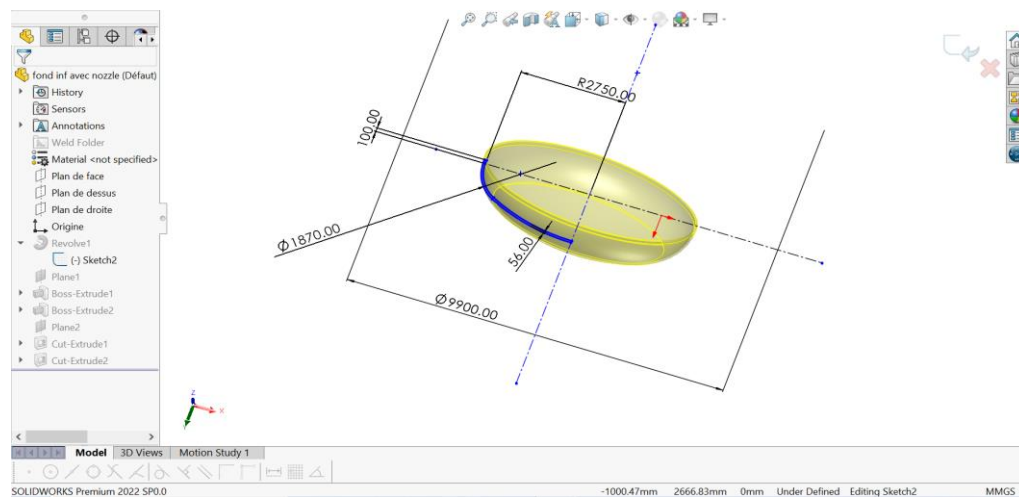 fond inf avec nozzle (Défaut)
History
Sensors
Annotations
Weld Folder
Material <not specified>
Plan de face
Plan de dessus
Plan de droite
Origine
Revolve1
(-) Sketch2
Plane1
Boss-Extrude1
Boss-Extrude2
Plane2
Cut-Extrude1
Cut-Extrude2
R2750.00
100.00
Ø1870.00
56.00
Ø9900.00
Z
X
Y
Model 3D Views Motion Study 1
SOLIDWORKS Premium 2022 SP0.0 -1000.47mm 2666.83mm 0mm Under Defined Editing Sketch2 MMGS